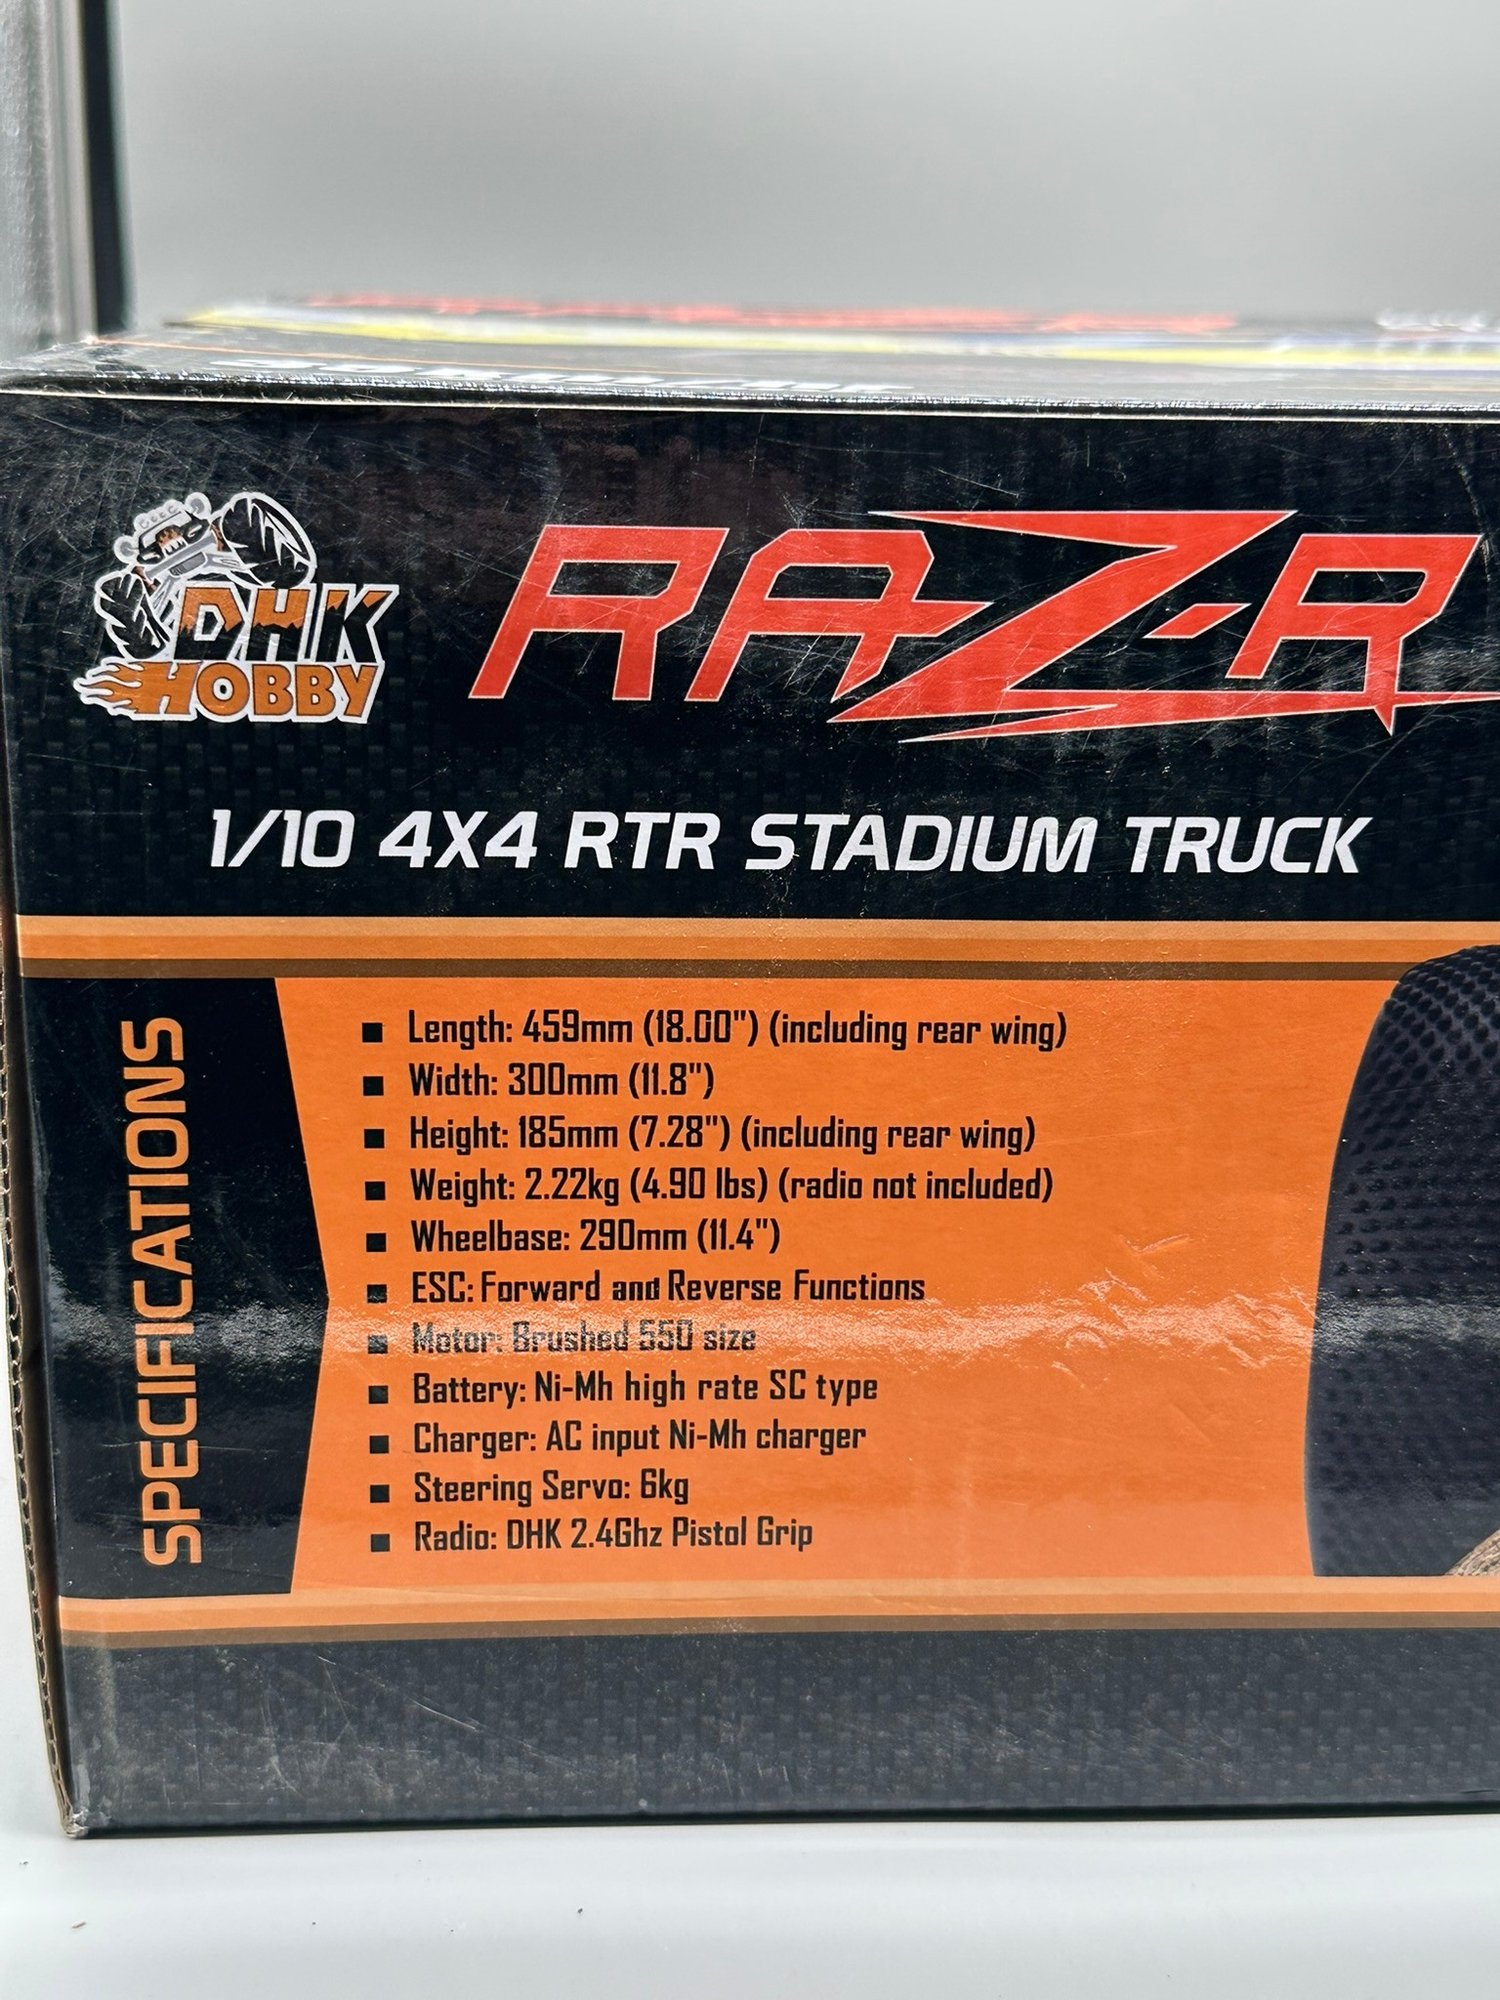 DHK
HOBBY
RAZ-R
1/10 4X4 RTR STADIUM TRUCK
SPECIFICATIONS
■ Length: 459mm (18.00") (including rear wing)
■ Width: 300mm (11.8")
■ Height: 185mm (7.28") (including rear wing)
■ Weight: 2.22kg (4.90 lbs) (radio not included)
■ Wheelbase: 290mm (11.4")
■ ESC: Forward and Reverse Functions
■ Motor: Brushed 550 size
■ Battery: Ni-Mh high rate SC type
■ Charger: AC input Ni-Mh charger
■ Steering Servo: 6kg
■ Radio: DHK 2.4Ghz Pistol Grip